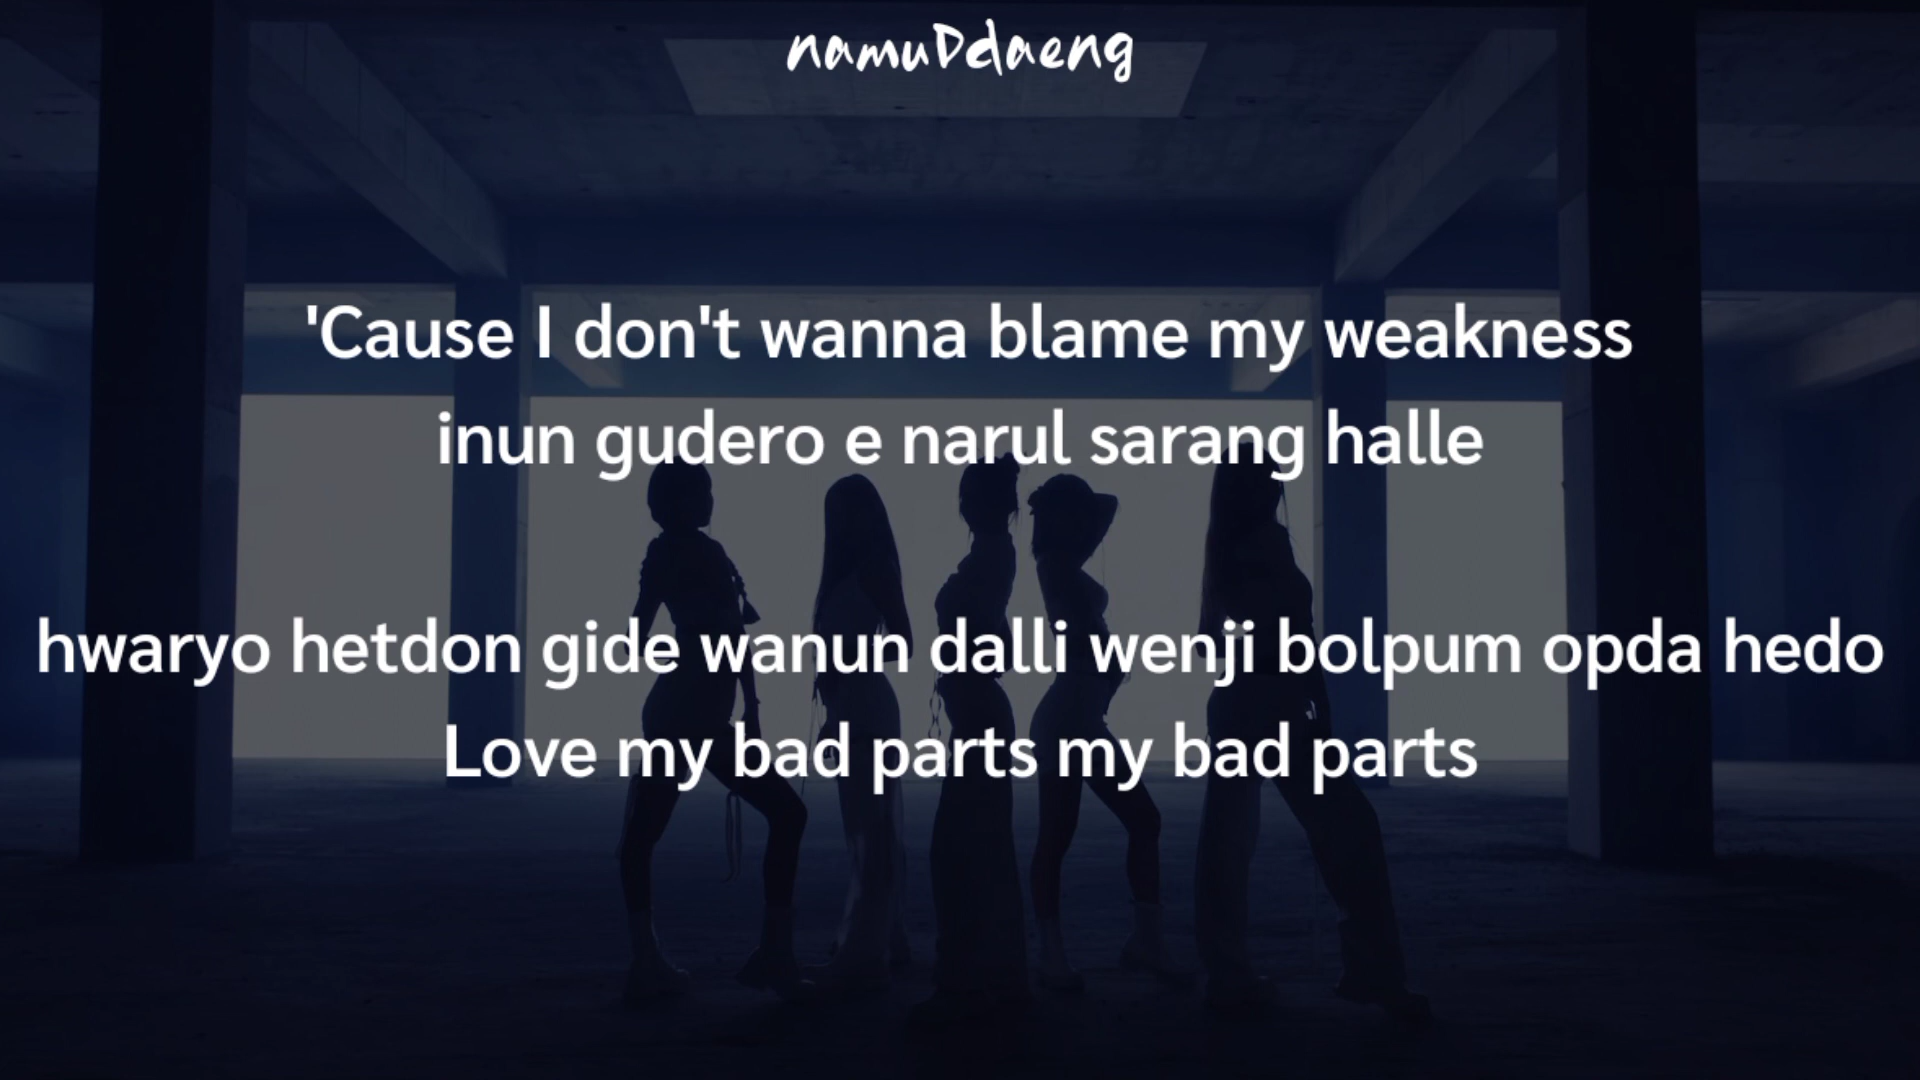 namuDdaeng
'Cause I don't wanna blame my weakness
inun gudero e narul sarang halle
hwaryo hetdon gide wanun dalli wenji bolpum opda hedo
Love my bad parts my bad parts